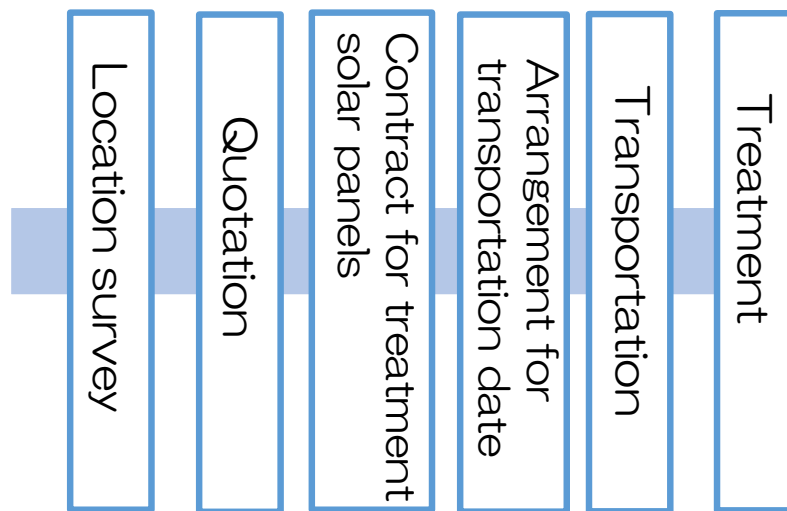 Location survey
Quotation
Contract for treatment
solar panels
Arrangement for
transportation date
Transportation
Treatment